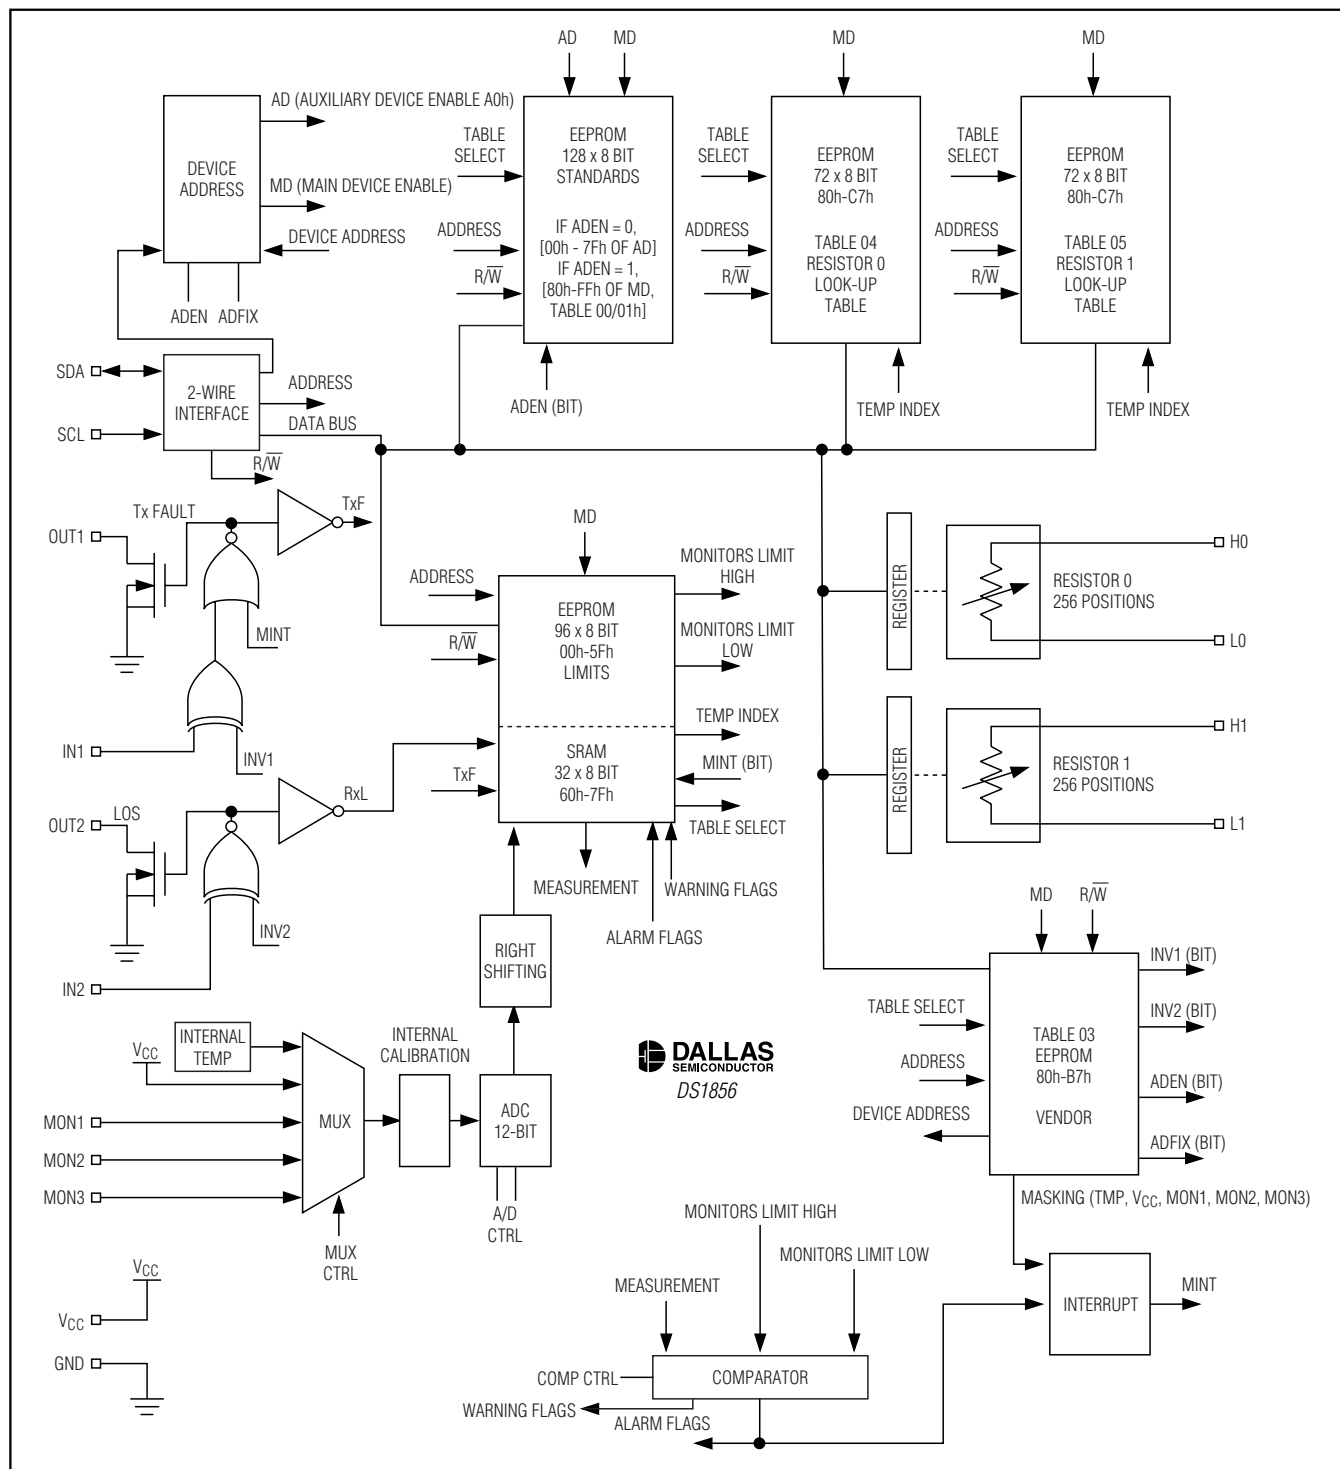 AD
MD
MD
MD
AD (AUXILIARY DEVICE ENABLE A0h)
DEVICE
ADDRESS
MD (MAIN DEVICE ENABLE)
DEVICE ADDRESS
ADEN
ADFIX
TABLE
SELECT
ADDRESS
R/W̅
EEPROM
128 x 8 BIT
STANDARDS
IF ADEN = 0,
[00h - 7Fh OF AD]
IF ADEN = 1,
[80h-FFh OF MD,
TABLE 00/01h]
ADEN (BIT)
TABLE
SELECT
ADDRESS
R/W̅
EEPROM
72 x 8 BIT
80h-C7h
TABLE 04
RESISTOR 0
LOOK-UP
TABLE
TEMP INDEX
TABLE
SELECT
ADDRESS
R/W̅
EEPROM
72 x 8 BIT
80h-C7h
TABLE 05
RESISTOR 1
LOOK-UP
TABLE
TEMP INDEX
SDA
SCL
2-WIRE
INTERFACE
ADDRESS
DATA BUS
R/W̅
Tx FAULT
TxF
OUT1
MINT
IN1
INV1
RxL
OUT2
LOS
INV2
IN2
MD
ADDRESS
R/W̅
TxF
EEPROM
96 x 8 BIT
00h-5Fh
LIMITS
SRAM
32 x 8 BIT
60h-7Fh
MONITORS LIMIT
HIGH
MONITORS LIMIT
LOW
TEMP INDEX
MINT (BIT)
TABLE SELECT
MEASUREMENT
WARNING FLAGS
ALARM FLAGS
REGISTER
RESISTOR 0
256 POSITIONS
H0
L0
REGISTER
RESISTOR 1
256 POSITIONS
H1
L1
RIGHT
SHIFTING
INTERNAL
TEMP
VCC
MON1
MON2
MON3
MUX
MUX
CTRL
INTERNAL
CALIBRATION
ADC
12-BIT
A/D
CTRL
DALLAS
SEMICONDUCTOR
DS1856
MD
R/W̅
TABLE SELECT
ADDRESS
DEVICE ADDRESS
TABLE 03
EEPROM
80h-B7h
VENDOR
INV1 (BIT)
INV2 (BIT)
ADEN (BIT)
ADFIX (BIT)
MASKING (TMP, VCC, MON1, MON2, MON3)
VCC
VCC
GND
MONITORS LIMIT HIGH
MONITORS LIMIT LOW
MEASUREMENT
COMP CTRL
COMPARATOR
WARNING FLAGS
ALARM FLAGS
INTERRUPT
MINT